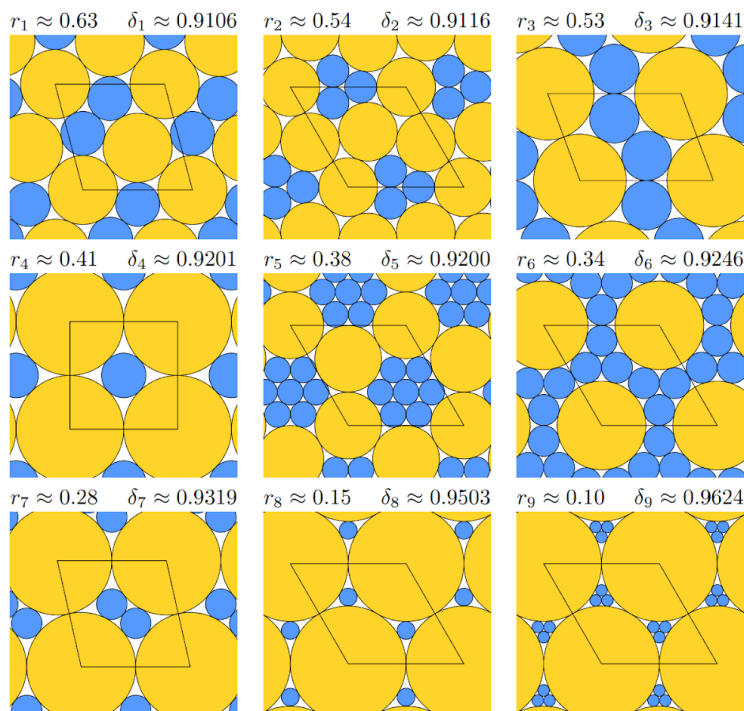 r₁ ≈ 0.63 δ₁ ≈ 0.9106
r₂ ≈ 0.54 δ₂ ≈ 0.9116
r₃ ≈ 0.53 δ₃ ≈ 0.9141
r₄ ≈ 0.41 δ₄ ≈ 0.9201
r₅ ≈ 0.38 δ₅ ≈ 0.9200
r₆ ≈ 0.34 δ₆ ≈ 0.9246
r₇ ≈ 0.28 δ₇ ≈ 0.9319
r₈ ≈ 0.15 δ₈ ≈ 0.9503
r₉ ≈ 0.10 δ₉ ≈ 0.9624